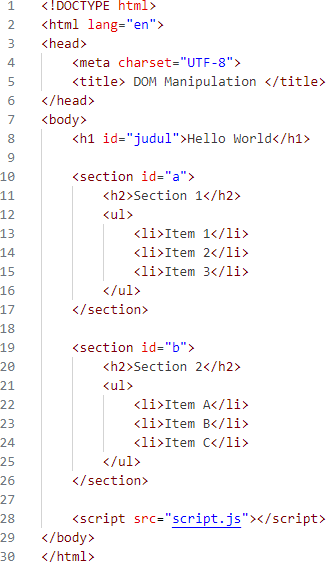 1 <!DOCTYPE html>
2 <html lang="en">
3 <head>
4     <meta charset="UTF-8">
5     <title> DOM Manipulation </title>
6 </head>
7 <body>
8     <h1 id="judul">Hello World</h1>
9
10     <section id="a">
11         <h2>Section 1</h2>
12         <ul>
13             <li>Item 1</li>
14             <li>Item 2</li>
15             <li>Item 3</li>
16         </ul>
17     </section>
18
19     <section id="b">
20         <h2>Section 2</h2>
21         <ul>
22             <li>Item A</li>
23             <li>Item B</li>
24             <li>Item C</li>
25         </ul>
26     </section>
27
28     <script src="script.js"></script>
29 </body>
30 </html>